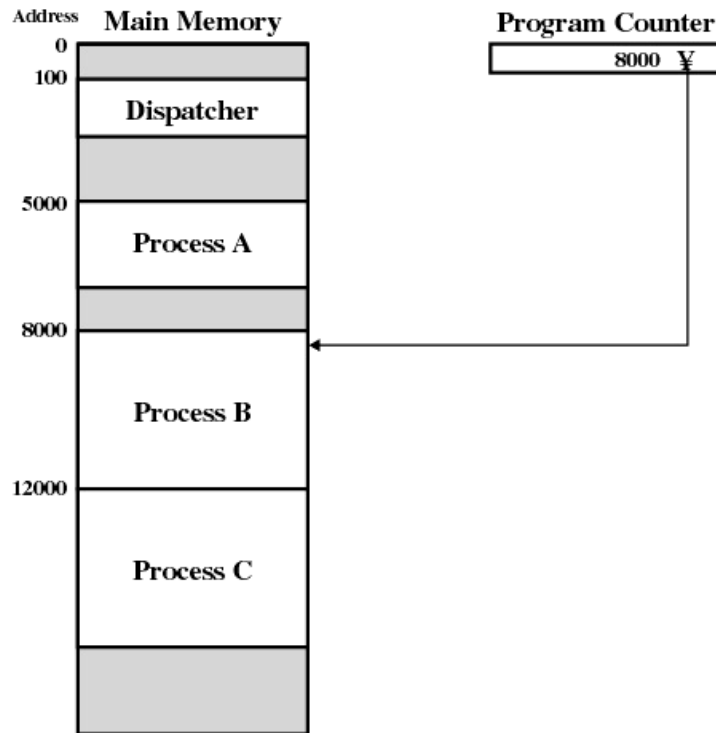 Address
Main Memory
0
100
Dispatcher
5000
Process A
8000
Process B
12000
Process C
Program Counter
8000 ¥